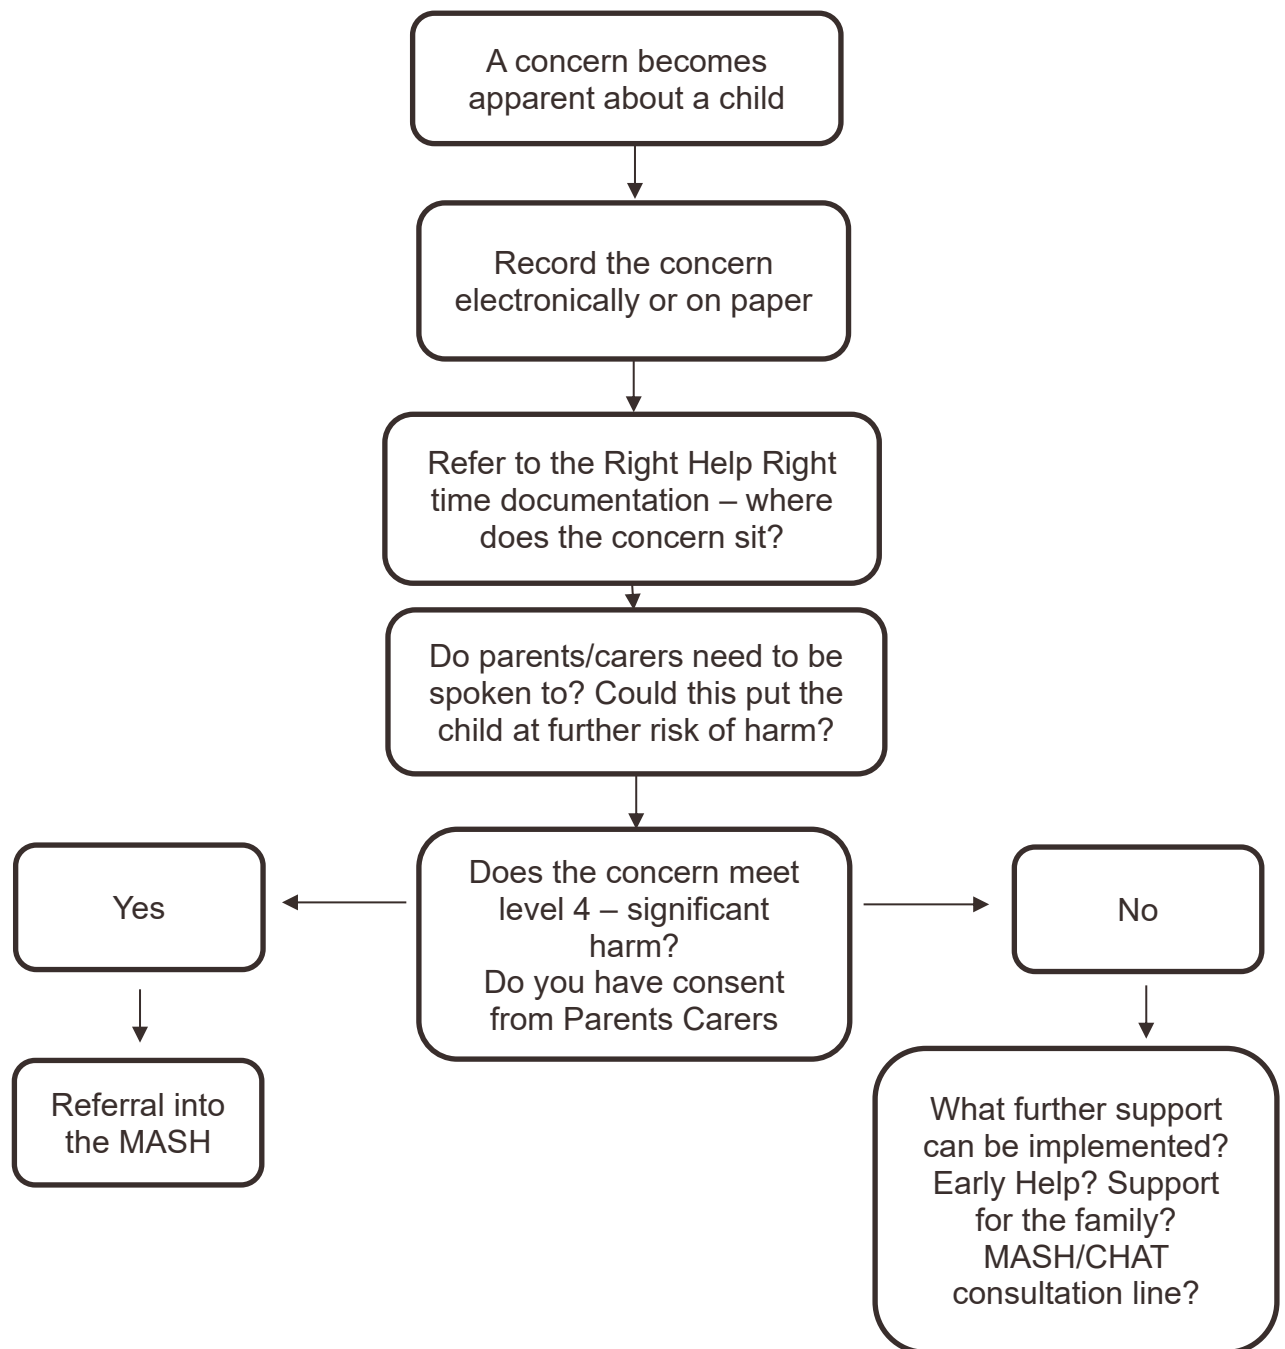 A concern becomes
apparent about a child
Record the concern
electronically or on paper
Refer to the Right Help Right
time documentation – where
does the concern sit?
Do parents/carers need to be
spoken to? Could this put the
child at further risk of harm?
Does the concern meet
level 4 – significant
harm?
Do you have consent
from Parents Carers
Yes
No
Referral into
the MASH
What further support
can be implemented?
Early Help? Support
for the family?
MASH/CHAT
consultation line?